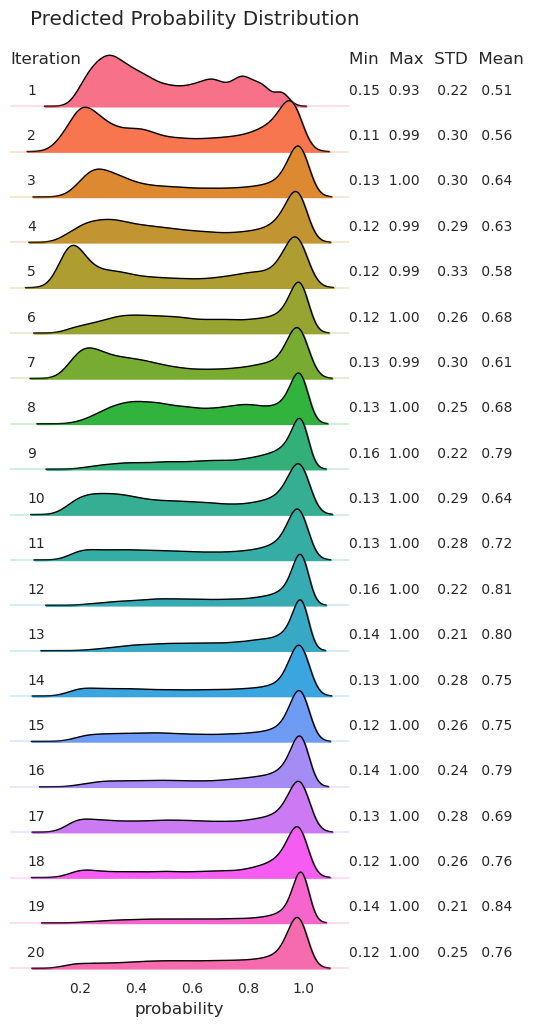 Predicted Probability Distribution
Iteration Min Max STD Mean
1 0.15 0.93 0.22 0.51
2 0.11 0.99 0.30 0.56
3 0.13 1.00 0.30 0.64
4 0.12 0.99 0.29 0.63
5 0.12 0.99 0.33 0.58
6 0.12 1.00 0.26 0.68
7 0.13 0.99 0.30 0.61
8 0.13 1.00 0.25 0.68
9 0.16 1.00 0.22 0.79
10 0.13 1.00 0.29 0.64
11 0.13 1.00 0.28 0.72
12 0.16 1.00 0.22 0.81
13 0.14 1.00 0.21 0.80
14 0.13 1.00 0.28 0.75
15 0.12 1.00 0.26 0.75
16 0.14 1.00 0.24 0.79
17 0.13 1.00 0.28 0.69
18 0.12 1.00 0.26 0.76
19 0.14 1.00 0.21 0.84
20 0.12 1.00 0.25 0.76
0.2 0.4 0.6 0.8 1.0
probability